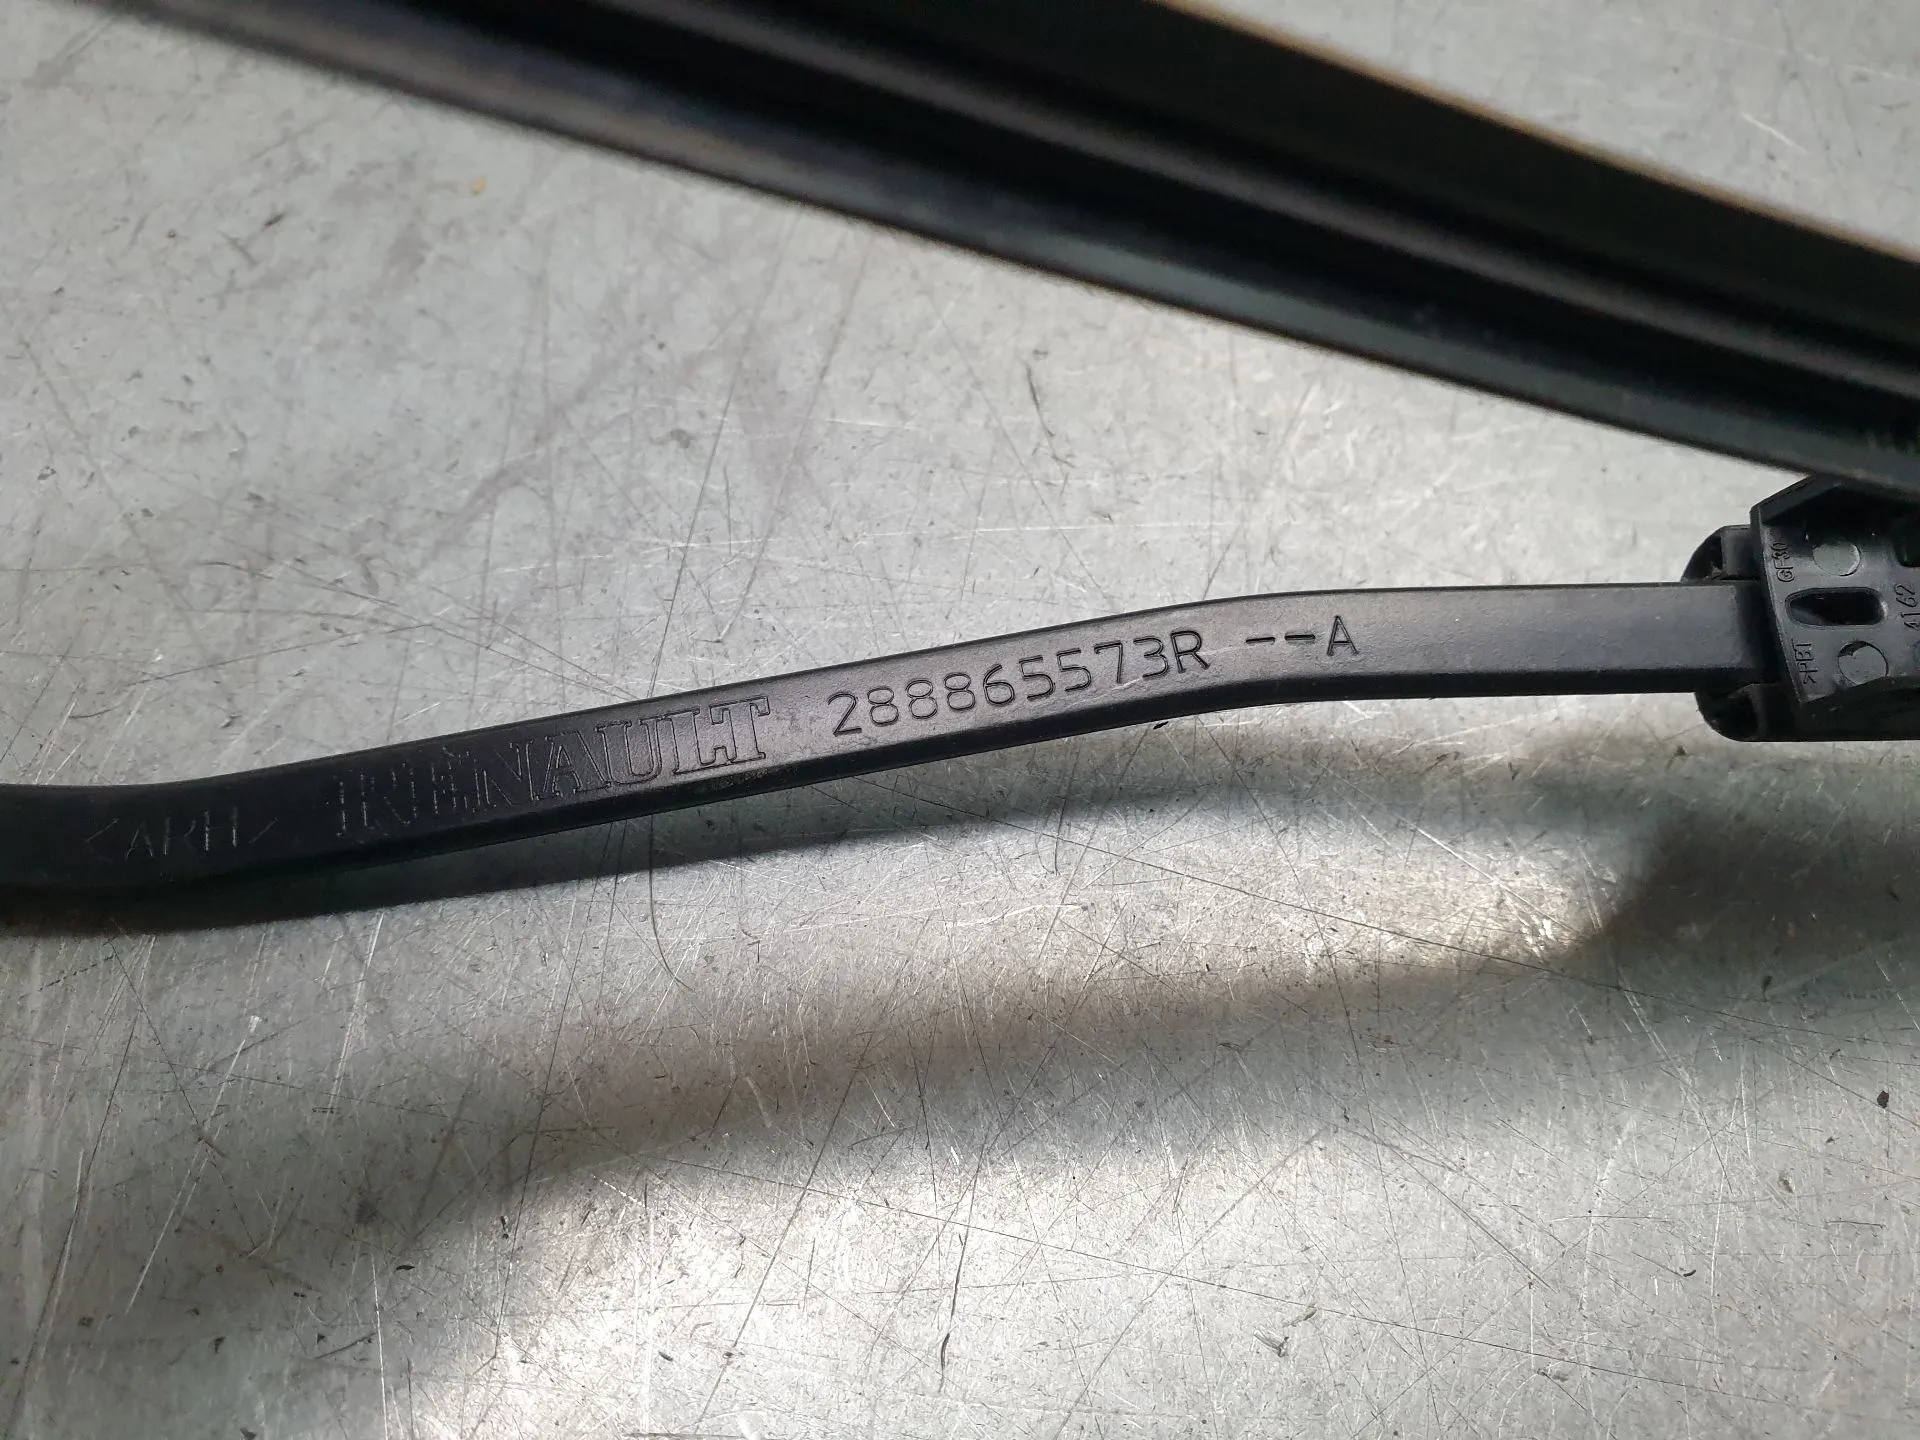 <ARH> RENAULT 288865573R --A
>PBT GF30
4162